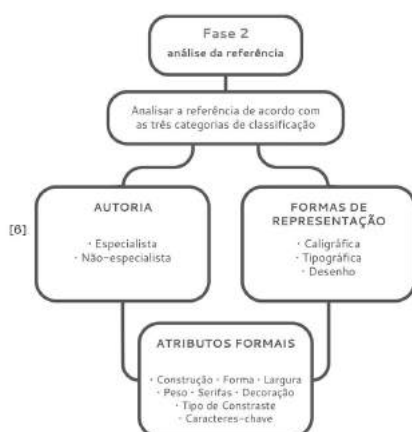 Fase 2
análise da referência
Analisar a referência de acordo com
as três categorias de classificação
[6]
AUTORIA
· Especialista
· Não-especialista
FORMAS DE
REPRESENTAÇÃO
· Caligráfica
· Tipográfica
· Desenho
ATRIBUTOS FORMAIS
· Construção · Forma · Largura
· Peso · Serifas · Decoração
· Tipo de Constraste
· Caracteres-chave